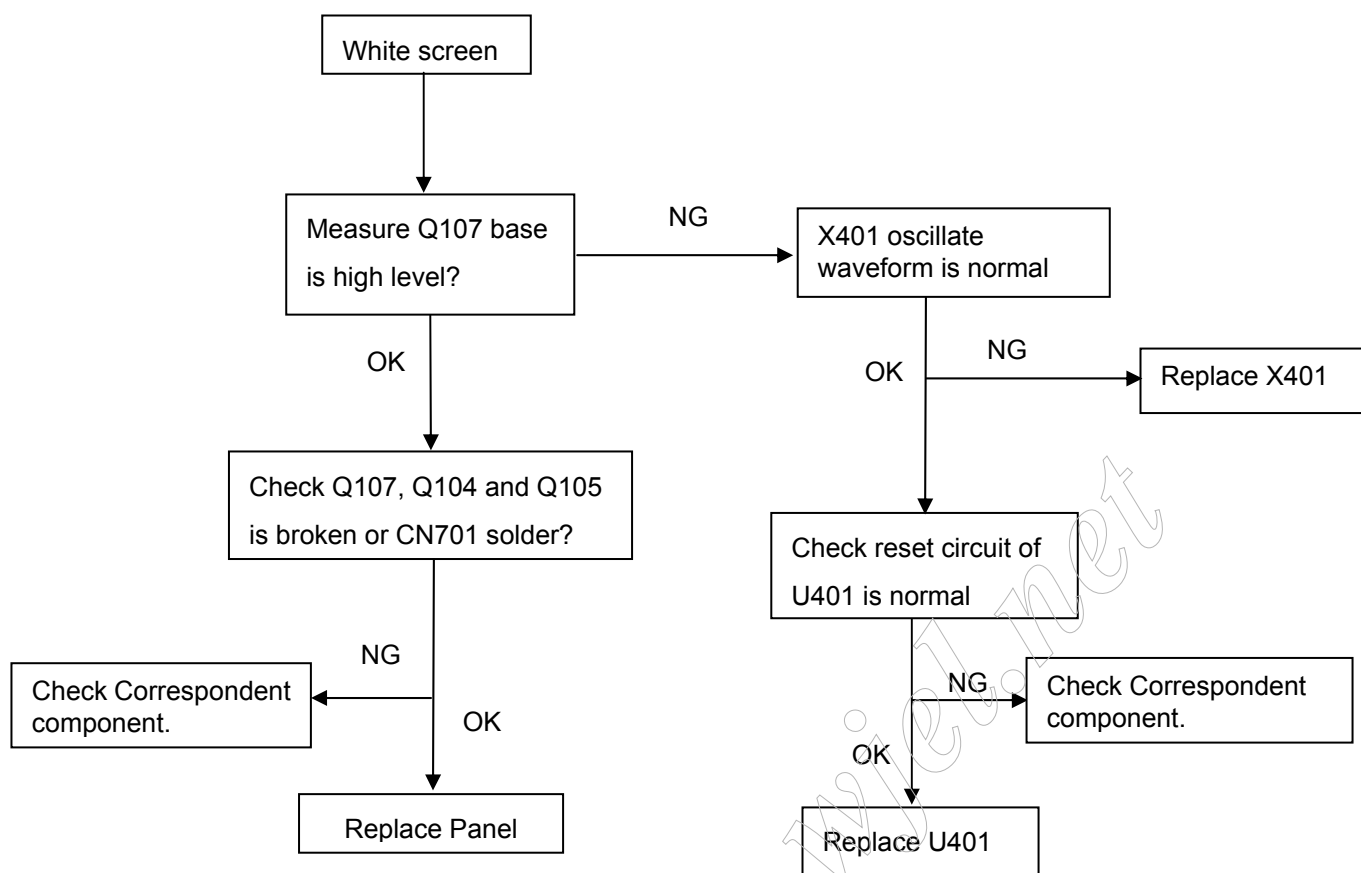 White screen
Measure Q107 base
is high level?
NG
X401 oscillate
waveform is normal
OK
OK
NG
Replace X401
Check Q107, Q104 and Q105
is broken or CN701 solder?
Check reset circuit of
U401 is normal
NG
Check Correspondent
component.
OK
NG
Check Correspondent
component.
OK
Replace Panel
Replace U401
wjel.net